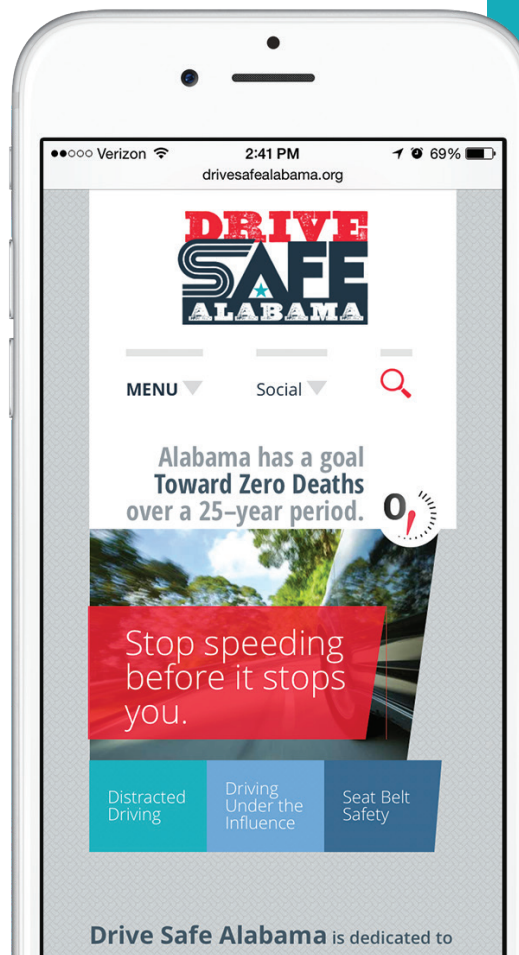 ●●○○○ Verizon 2:41 PM 69%
drivesafealabama.org
DRIVE
SAFE
ALABAMA
MENU Social
Alabama has a goal
Toward Zero Deaths
over a 25–year period.
0
Stop speeding
before it stops
you.
Distracted
Driving
Driving
Under the
Influence
Seat Belt
Safety
Drive Safe Alabama is dedicated to